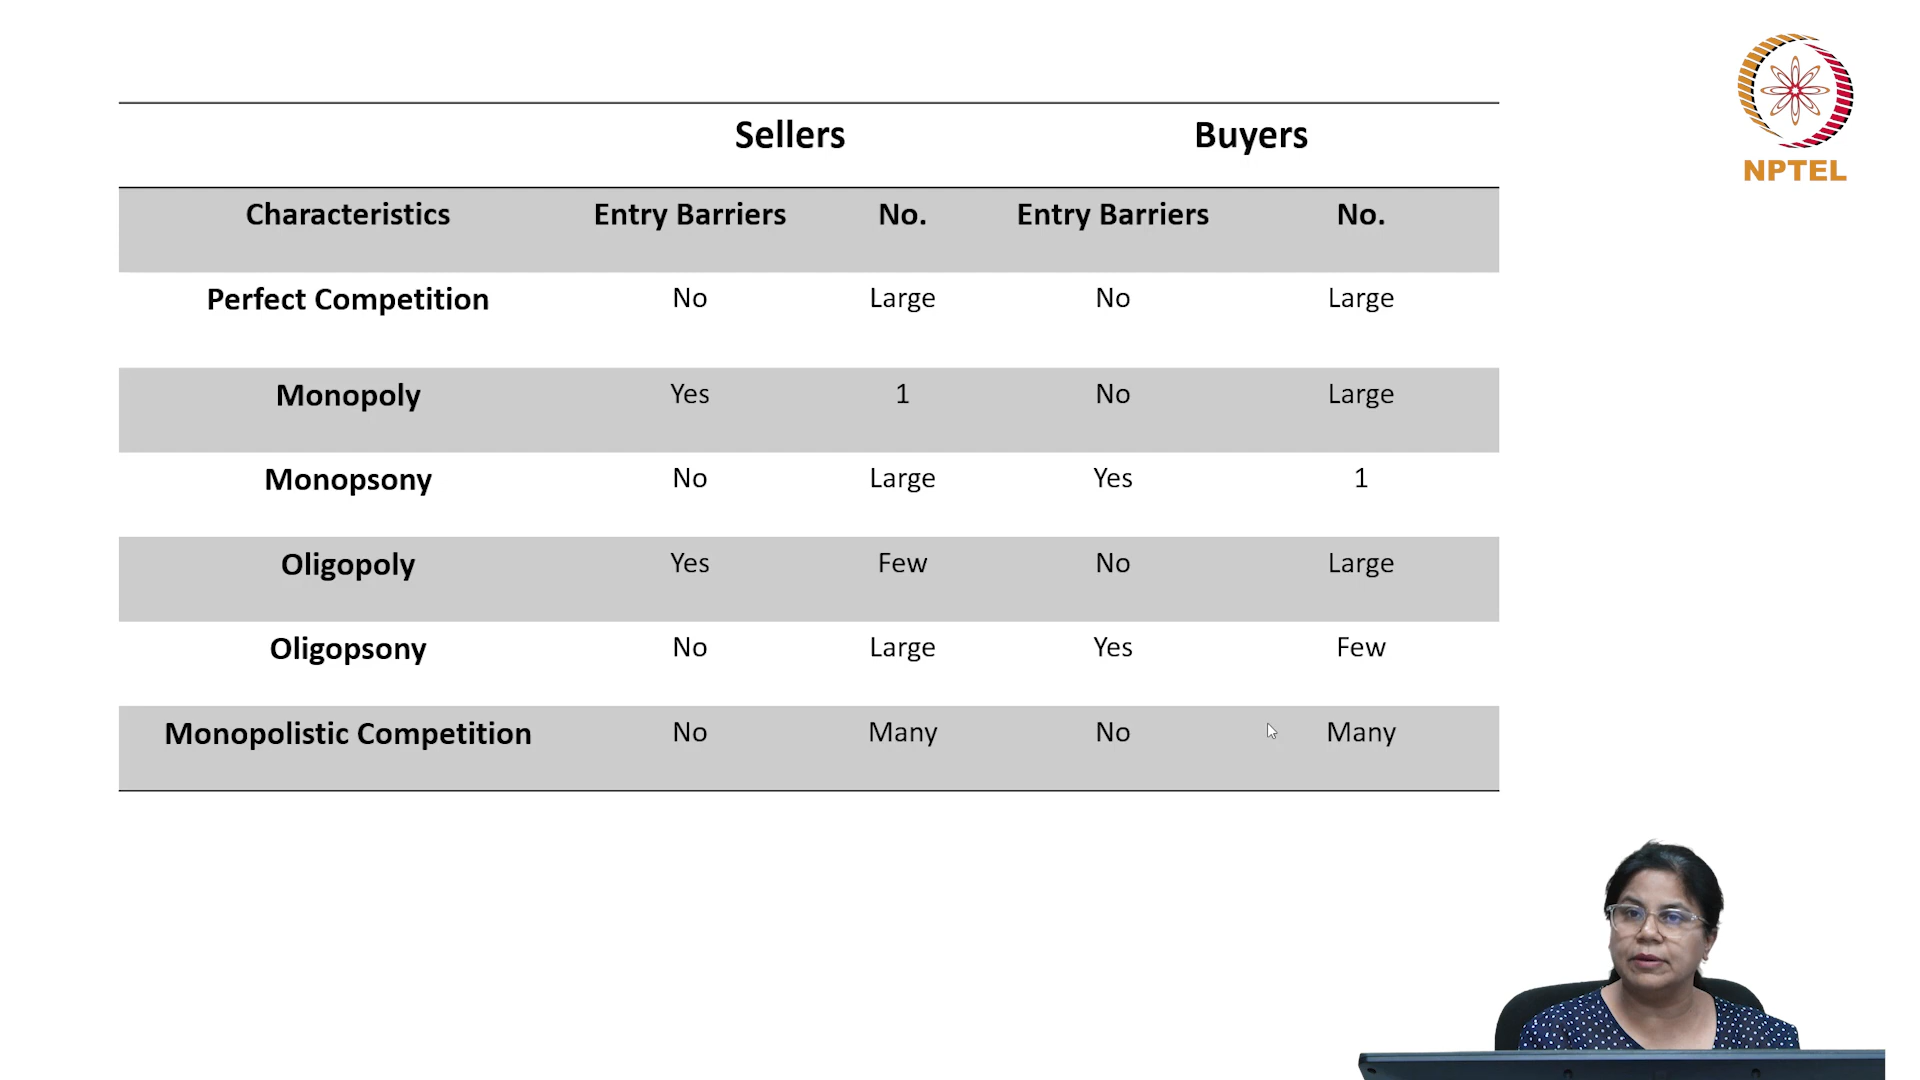 NPTEL
Sellers Buyers
Characteristics Entry Barriers No. Entry Barriers No.
Perfect Competition No Large No Large
Monopoly Yes 1 No Large
Monopsony No Large Yes 1
Oligopoly Yes Few No Large
Oligopsony No Large Yes Few
Monopolistic Competition No Many No Many